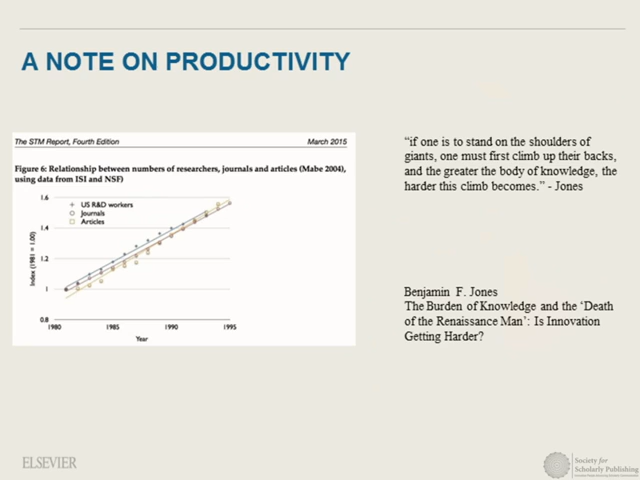 A NOTE ON PRODUCTIVITY
The STM Report, Fourth Edition March 2015
Figure 6: Relationship between numbers of researchers, journals and articles (Mabe 2004),
using data from ISI and NSF)
1.6
1.4
1.2
1
0.8
Index (1981 = 1.00)
US R&D workers
Journals
Articles
1980 1985 1990 1995
Year
“if one is to stand on the shoulders of
giants, one must first climb up their backs,
and the greater the body of knowledge, the
harder this climb becomes.” - Jones
Benjamin F. Jones
The Burden of Knowledge and the ‘Death
of the Renaissance Man’: Is Innovation
Getting Harder?
ELSEVIER
Society for
Scholarly Publishing